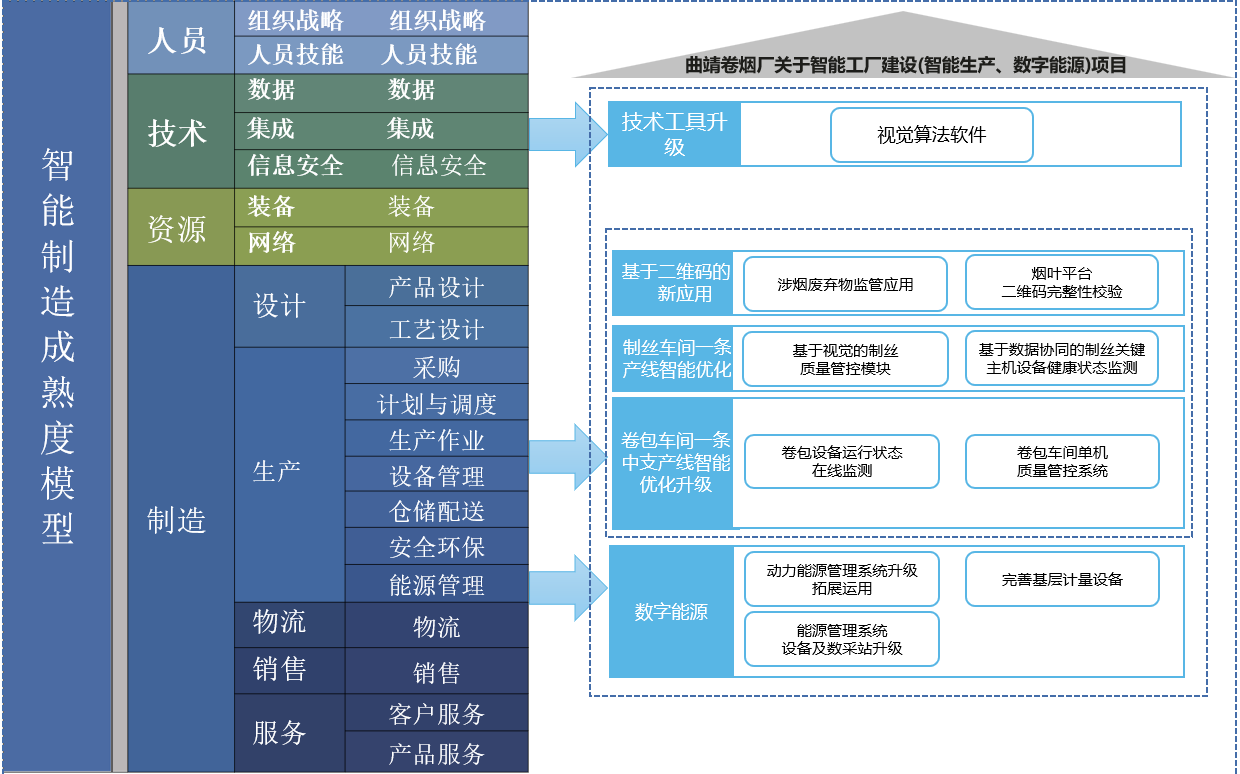 智能制造成熟度模型
人员
组织战略 组织战略
人员技能 人员技能
技术
数据 数据
集成 集成
信息安全 信息安全
资源
装备 装备
网络 网络
制造
设计
产品设计
工艺设计
生产
采购
计划与调度
生产作业
设备管理
仓储配送
安全环保
能源管理
物流 物流
销售 销售
服务
客户服务
产品服务
曲靖卷烟厂关于智能工厂建设(智能生产、数字能源)项目
技术工具升
级
视觉算法软件
基于二维码的
新应用
涉烟废弃物监管应用
烟叶平台
二维码完整性校验
制丝车间一条
产线智能优化
基于视觉的制丝
质量管控模块
基于数据协同的制丝关键
主机设备健康状态监测
卷包车间一条
中支产线智能
优化升级
卷包设备运行状态
在线监测
卷包车间单机
质量管控系统
数字能源
动力能源管理系统升级
拓展运用
完善基层计量设备
能源管理系统
设备及数采站升级